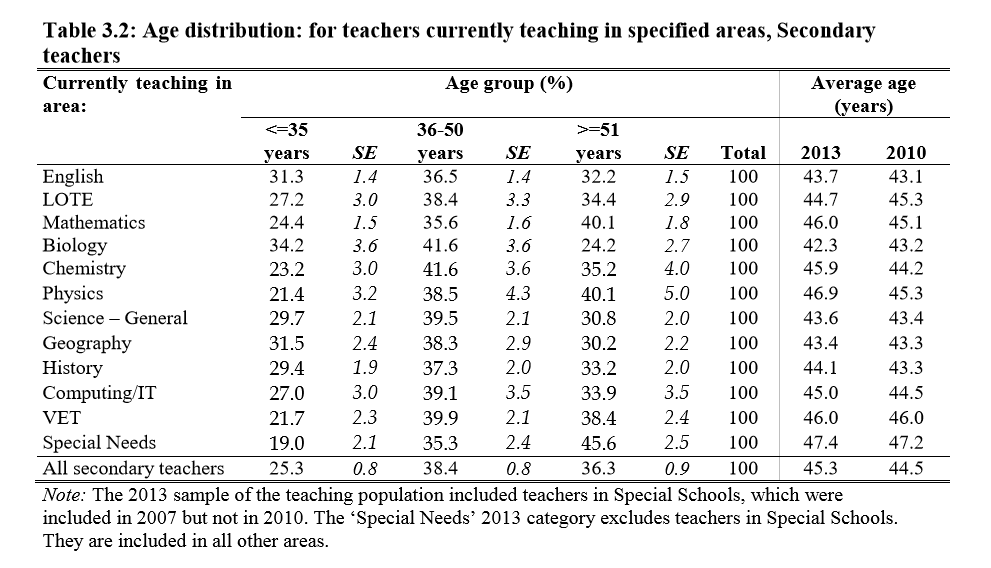 Table 3.2: Age distribution: for teachers currently teaching in specified areas, Secondary
teachers
Currently teaching in Age group (%) Average age
area: (years)
<=35 36-50 >=51
years SE years SE years SE Total 2013 2010
English 31.3 1.4 36.5 1.4 32.2 1.5 100 43.7 43.1
LOTE 27.2 3.0 38.4 3.3 34.4 2.9 100 44.7 45.3
Mathematics 24.4 1.5 35.6 1.6 40.1 1.8 100 46.0 45.1
Biology 34.2 3.6 41.6 3.6 24.2 2.7 100 42.3 43.2
Chemistry 23.2 3.0 41.6 3.6 35.2 4.0 100 45.9 44.2
Physics 21.4 3.2 38.5 4.3 40.1 5.0 100 46.9 45.3
Science – General 29.7 2.1 39.5 2.1 30.8 2.0 100 43.6 43.4
Geography 31.5 2.4 38.3 2.9 30.2 2.2 100 43.4 43.3
History 29.4 1.9 37.3 2.0 33.2 2.0 100 44.1 43.3
Computing/IT 27.0 3.0 39.1 3.5 33.9 3.5 100 45.0 44.5
VET 21.7 2.3 39.9 2.1 38.4 2.4 100 46.0 46.0
Special Needs 19.0 2.1 35.3 2.4 45.6 2.5 100 47.4 47.2
All secondary teachers 25.3 0.8 38.4 0.8 36.3 0.9 100 45.3 44.5
Note: The 2013 sample of the teaching population included teachers in Special Schools, which were
included in 2007 but not in 2010. The ‘Special Needs’ 2013 category excludes teachers in Special Schools.
They are included in all other areas.